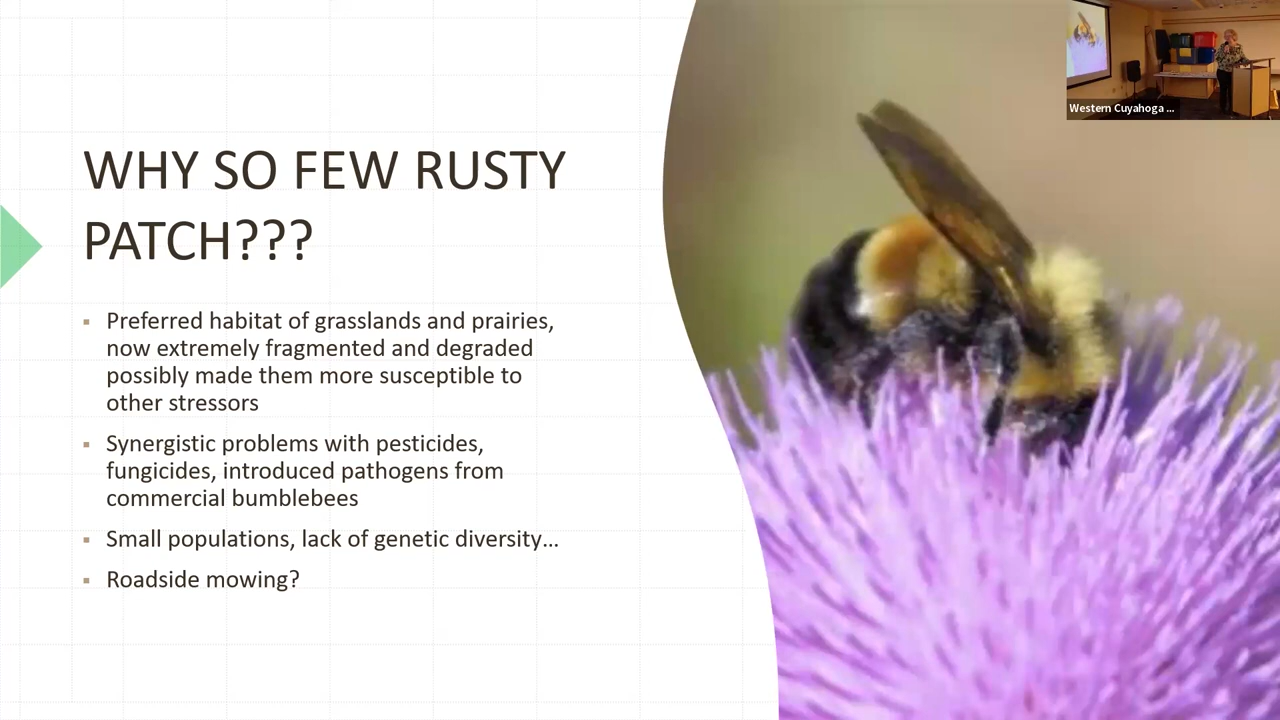 Western Cuyahoga ...
WHY SO FEW RUSTY
PATCH???
▪ Preferred habitat of grasslands and prairies,
now extremely fragmented and degraded
possibly made them more susceptible to
other stressors
▪ Synergistic problems with pesticides,
fungicides, introduced pathogens from
commercial bumblebees
▪ Small populations, lack of genetic diversity...
▪ Roadside mowing?